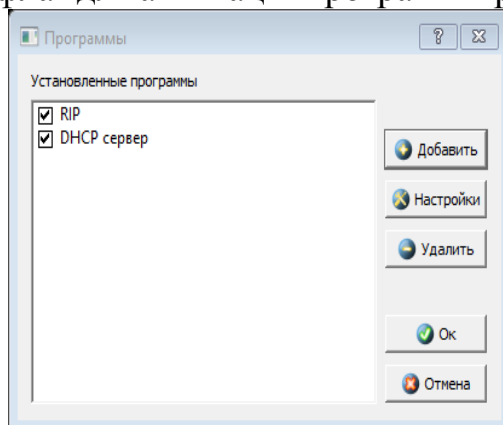 Программы
Установленные программы
RIP
DHCP сервер
Добавить
Настройки
Удалить
Ок
Отмена